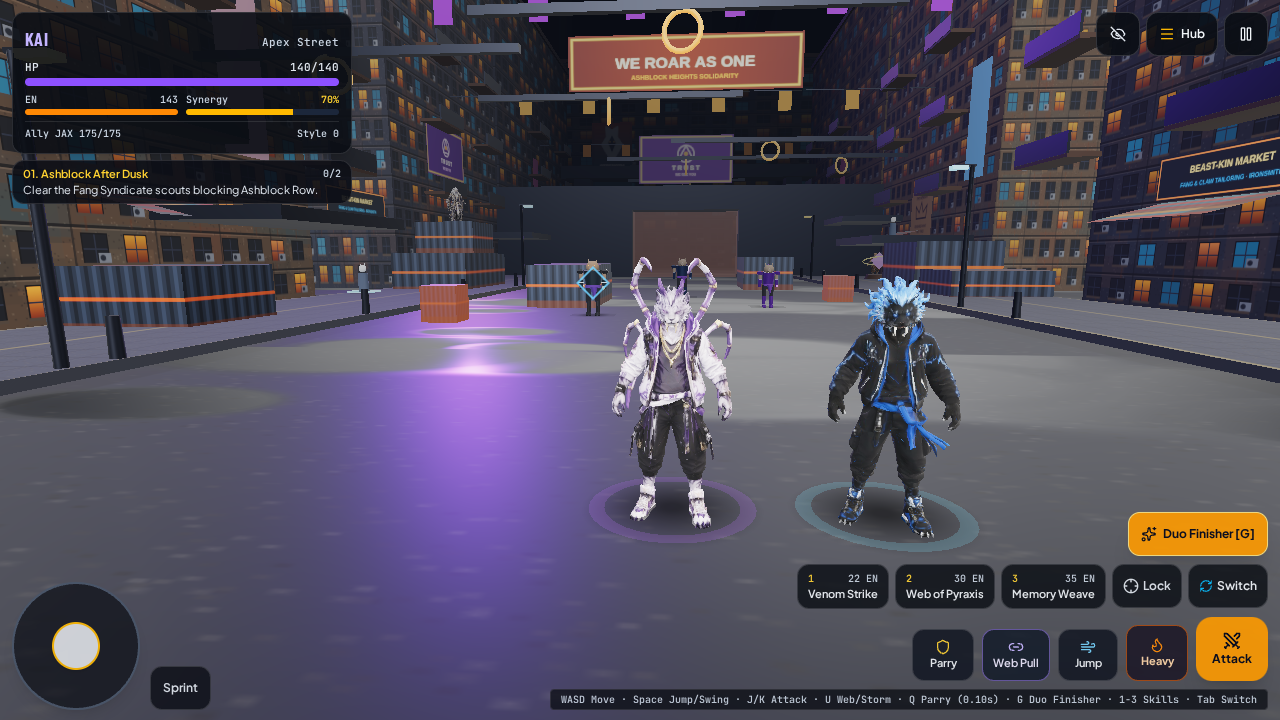 KAI
Apex Street
HP
140/140
EN
143
Synergy
70%
Ally JAX 175/175
Style 0
01. Ashblock After Dusk
0/2
Clear the Fang Syndicate scouts blocking Ashblock Row.
WE ROAR AS ONE
ASHBLOCK HEIGHTS SOLIDARITY
TRUST
BEAST-KIN MARKET
Hub
Duo Finisher [G]
1
22 EN
Venom Strike
2
30 EN
Web of Pyraxis
3
35 EN
Memory Weave
Lock
Switch
Parry
Web Pull
Jump
Heavy
Attack
Sprint
WASD Move · Space Jump/Swing · J/K Attack · U Web/Storm · Q Parry (0.10s) · G Duo Finisher · 1-3 Skills · Tab Switch